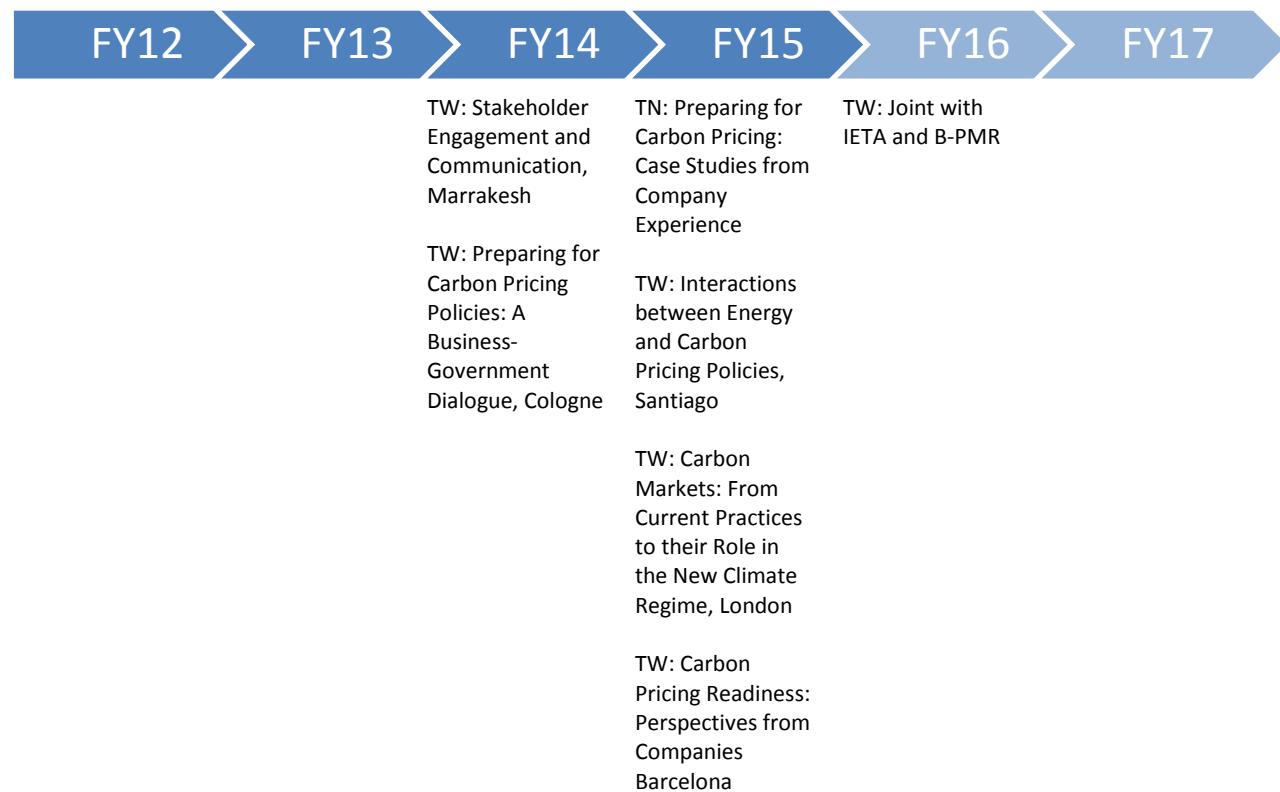 FY12
FY13
FY14
FY15
FY16
FY17
TW: Stakeholder
Engagement and
Communication,
Marrakesh
TW: Preparing for
Carbon Pricing
Policies: A
Business-
Government
Dialogue, Cologne
TN: Preparing for
Carbon Pricing:
Case Studies from
Company
Experience
TW: Interactions
between Energy
and Carbon
Pricing Policies,
Santiago
TW: Carbon
Markets: From
Current Practices
to their Role in
the New Climate
Regime, London
TW: Carbon
Pricing Readiness:
Perspectives from
Companies
Barcelona
TW: Joint with
IETA and B-PMR